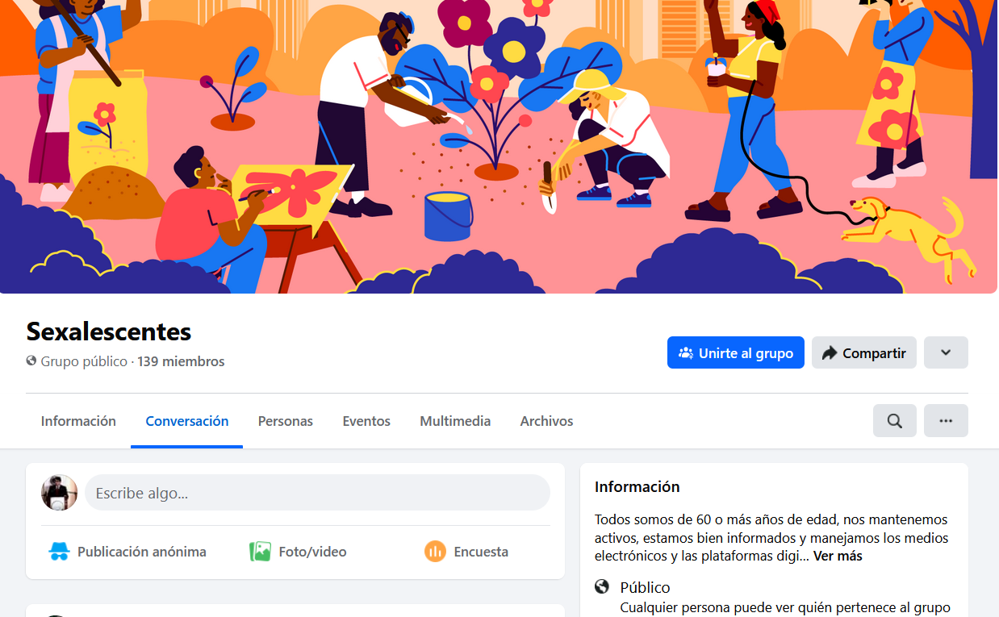 Sexalescentes
Grupo público · 139 miembros
Unirte al grupo
Compartir
Información
Conversación
Personas
Eventos
Multimedia
Archivos
Escribe algo...
Publicación anónima
Foto/video
Encuesta
Información
Todos somos de 60 o más años de edad, nos mantenemos
activos, estamos bien informados y manejamos los medios
electrónicos y las plataformas digi... Ver más
Público
Cualquier persona puede ver quién pertenece al grupo